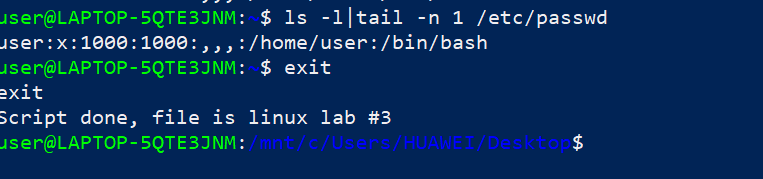 user@LAPTOP-5QTE3JNM:~$ ls -l|tail -n 1 /etc/passwd
user:x:1000:1000:,,,:/home/user:/bin/bash
user@LAPTOP-5QTE3JNM:~$ exit
exit
Script done, file is linux lab #3
user@LAPTOP-5QTE3JNM:/mnt/c/Users/HUAWEI/Desktop$